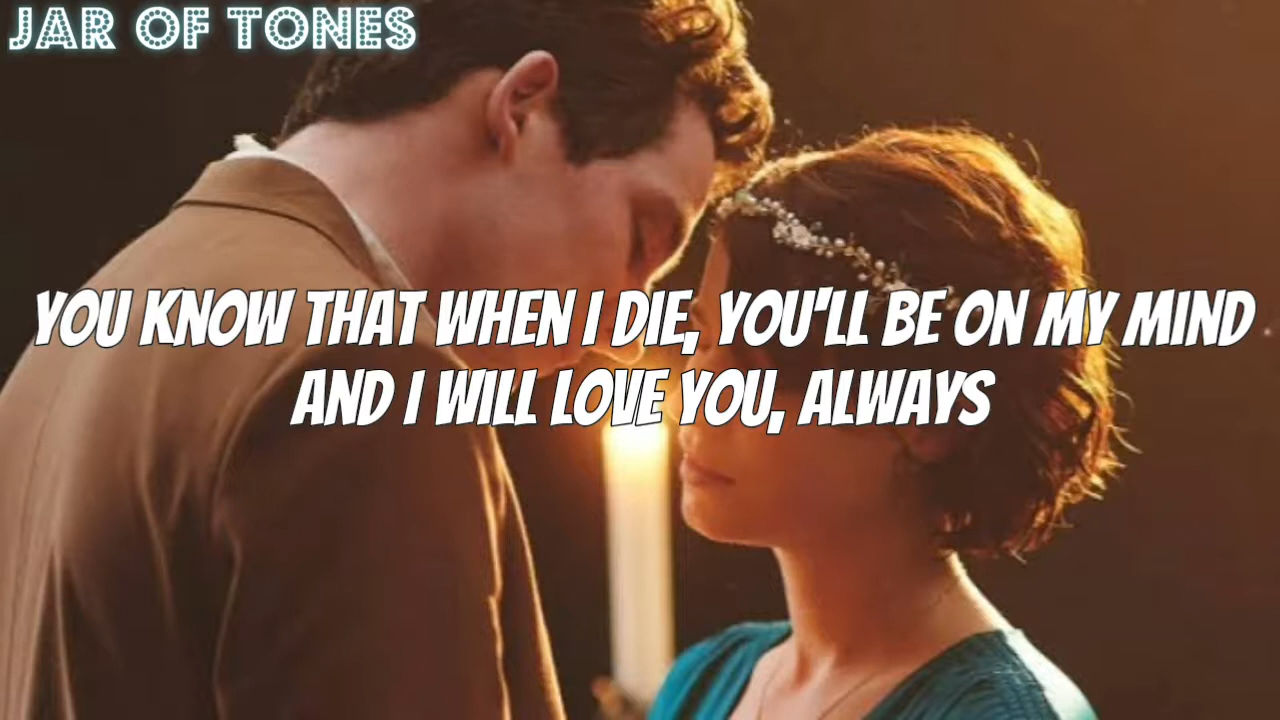 JAR OF TONES
YOU KNOW THAT WHEN I DIE, YOU'LL BE ON MY MIND
AND I WILL LOVE YOU, ALWAYS